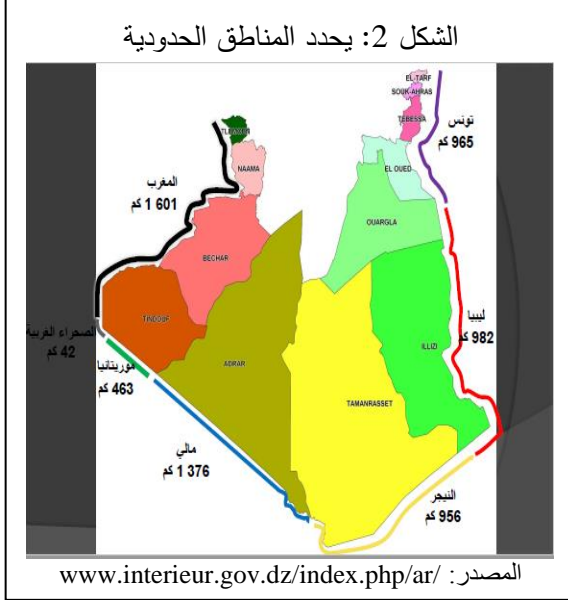 الشكل 2: يحدد المناطق الحدودية
EL-TARF
SOUK-AHRAS
TEBESSA
تونس
965 كم
TLEMCEN
NAAMA
EL OUED
المغرب
1 601 كم
OUARGLA
BECHAR
ليبيا
982 كم
TINDOUF
ILLIZI
الصحراء الغربية
42 كم
موريتانيا
463 كم
ADRAR
TAMANRASSET
مالي
1 376 كم
النيجر
956 كم
المصدر: www.interieur.gov.dz/index.php/ar/